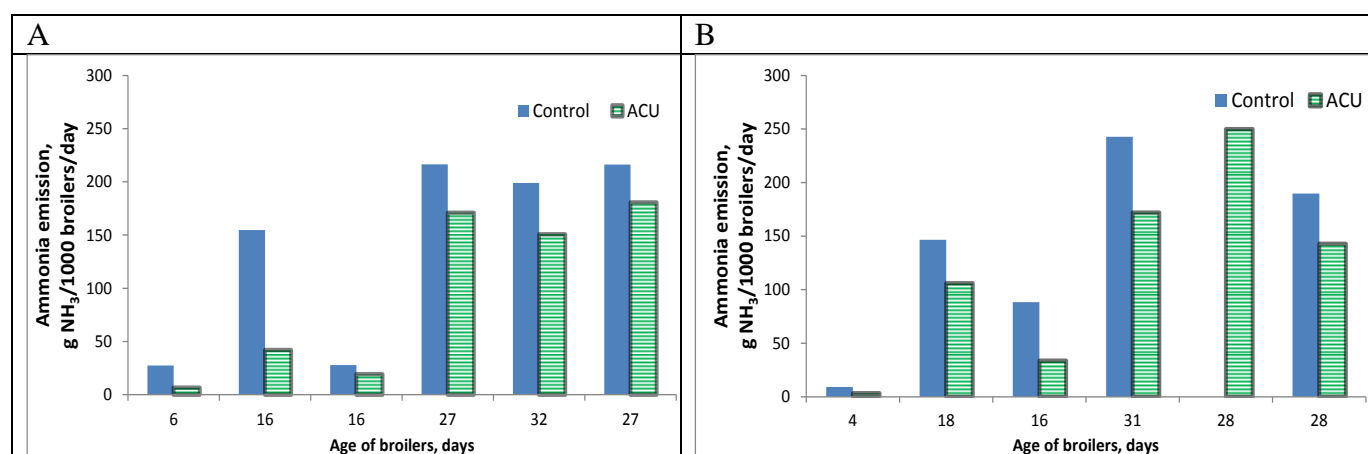 A
300
250
200
150
100
50
0
Ammonia emission,
g NH₃/1000 broilers/day
Control ACU
6 16 16 27 32 27
Age of broilers, days
B
300
250
200
150
100
50
0
Ammonia emission,
g NH₃/1000 broilers/day
Control ACU
4 18 16 31 28 28
Age of broilers, days